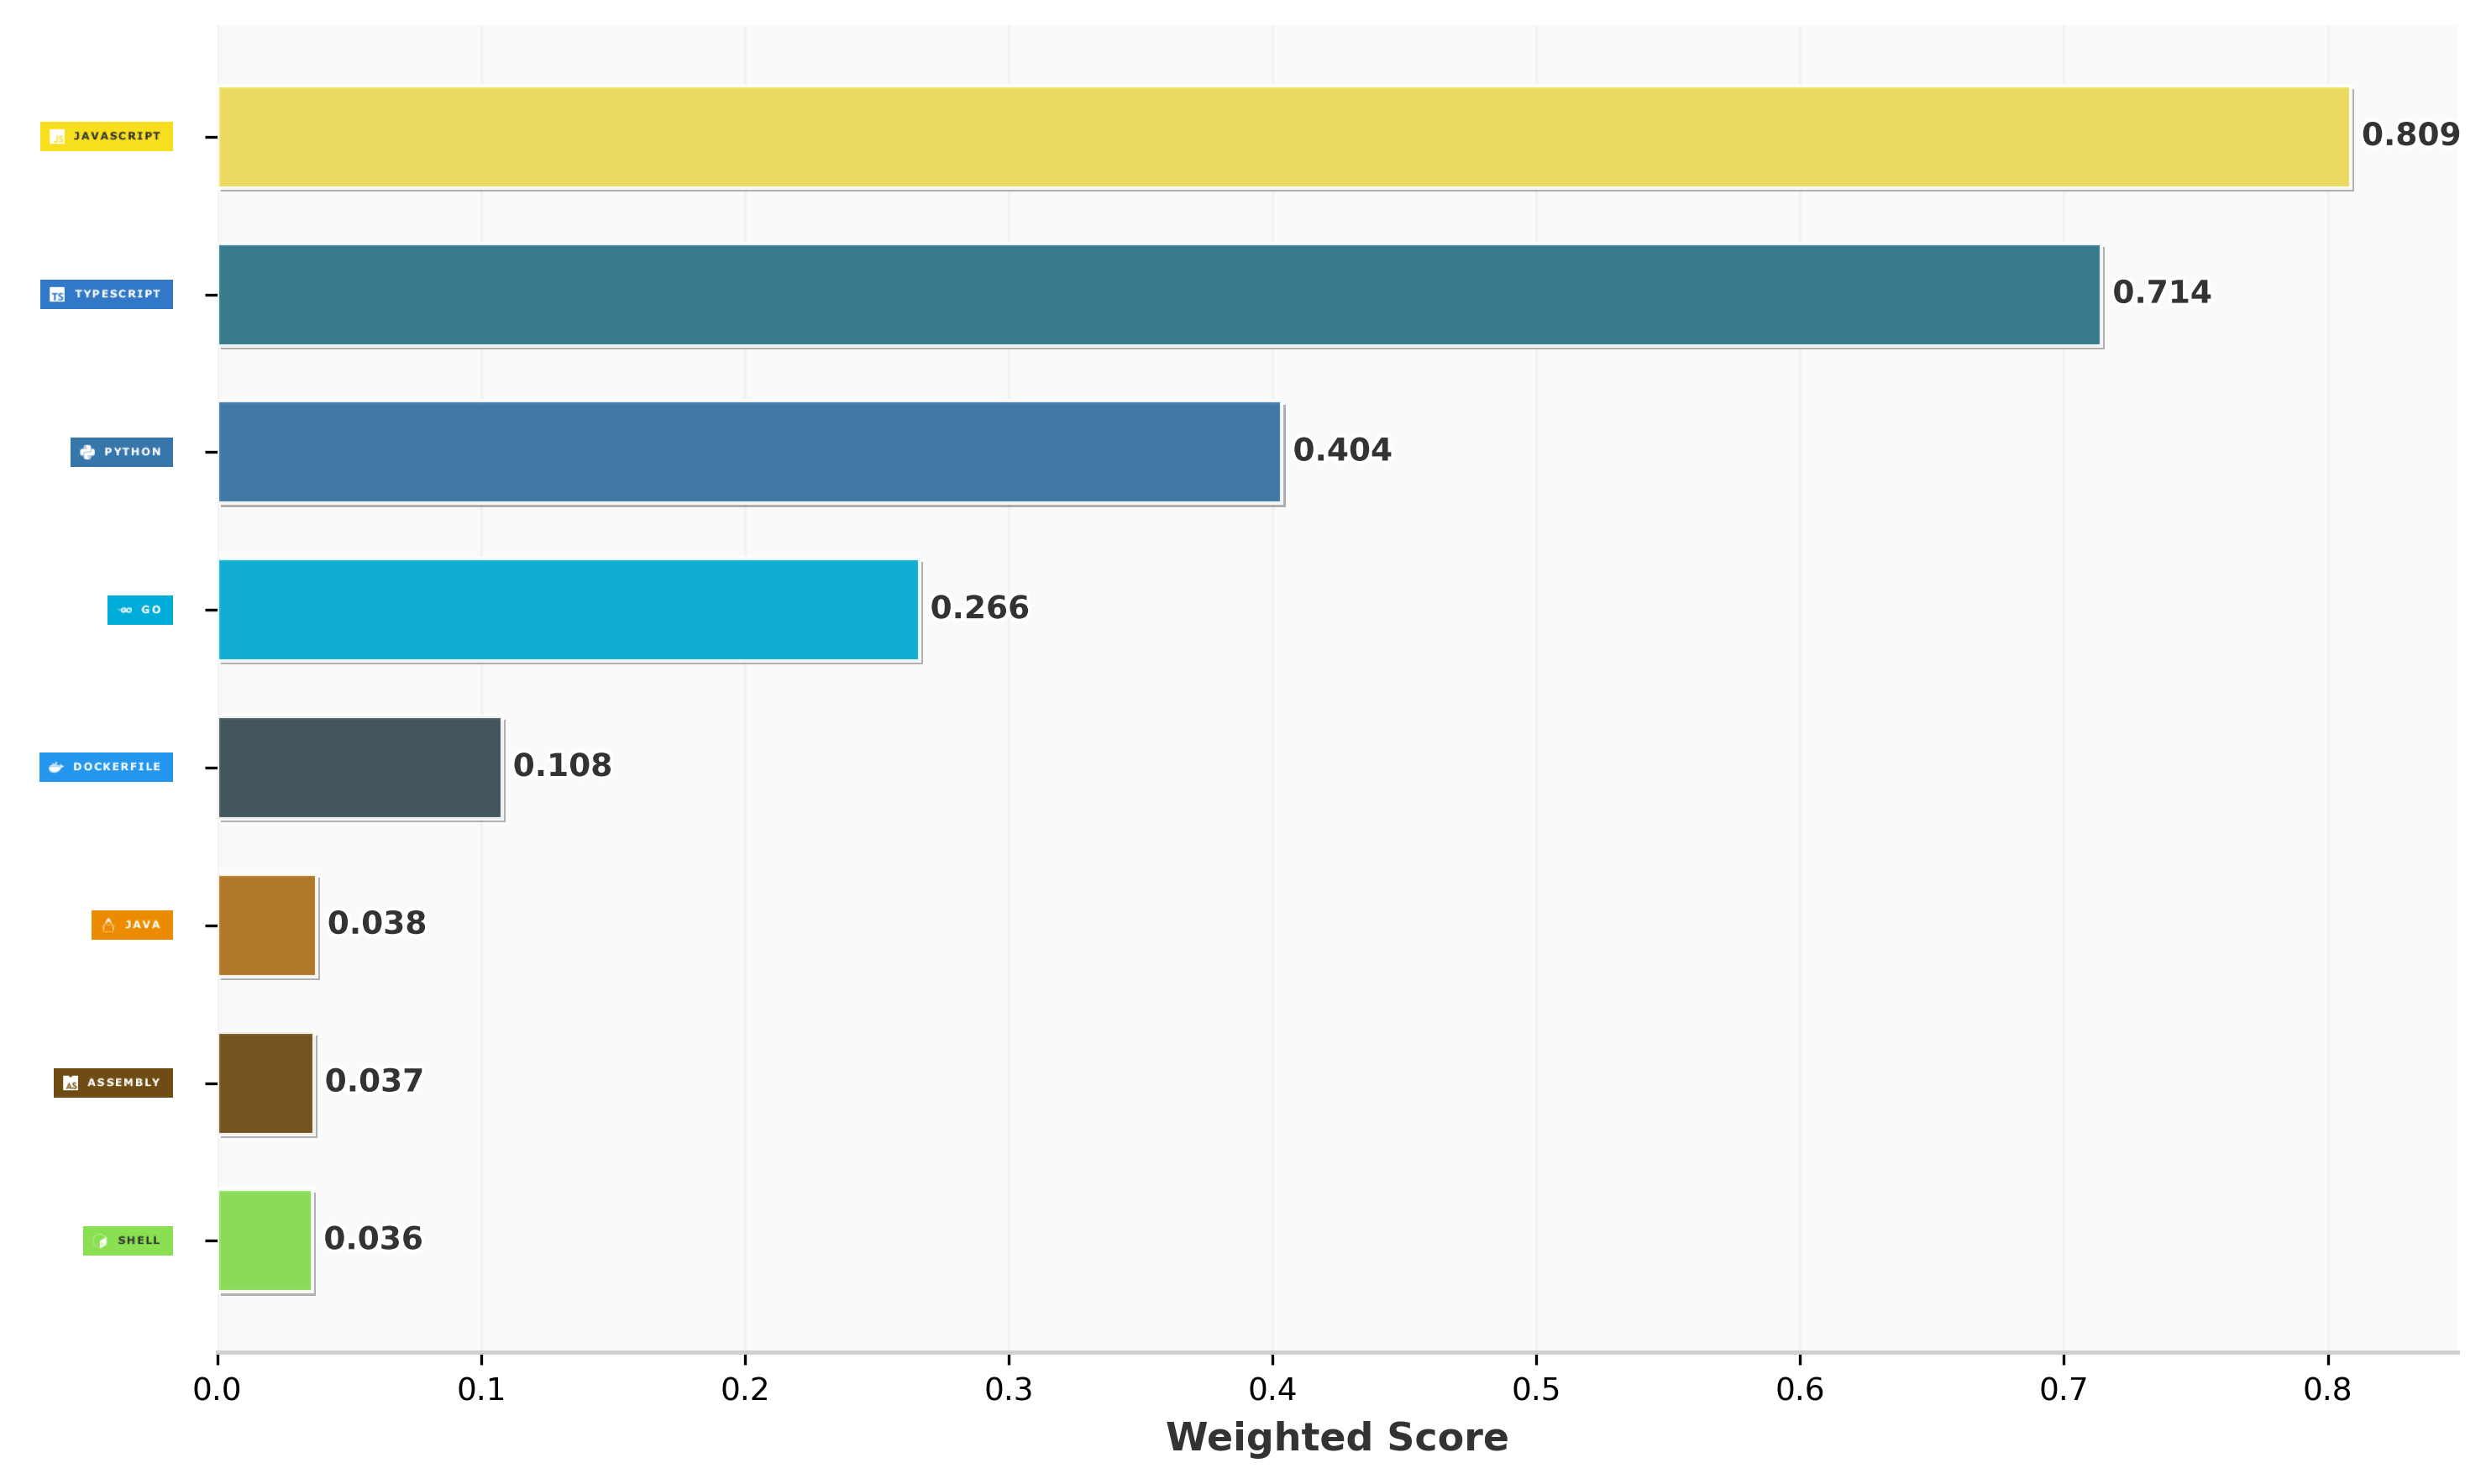 JAVASCRIPT 0.809
TYPESCRIPT 0.714
PYTHON 0.404
GO 0.266
DOCKERFILE 0.108
JAVA 0.038
ASSEMBLY 0.037
SHELL 0.036
0.0 0.1 0.2 0.3 0.4 0.5 0.6 0.7 0.8
Weighted Score